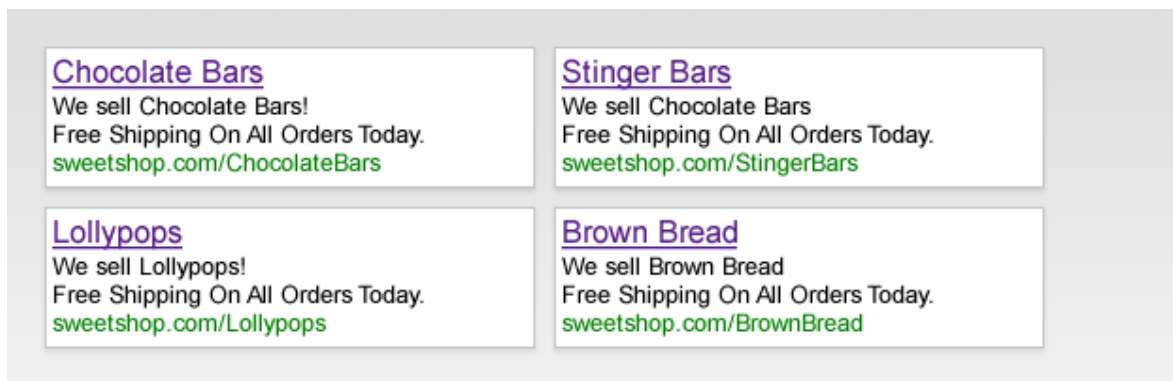 Chocolate Bars
We sell Chocolate Bars!
Free Shipping On All Orders Today.
sweetshop.com/ChocolateBars
Stinger Bars
We sell Chocolate Bars
Free Shipping On All Orders Today.
sweetshop.com/StingerBars
Lollypops
We sell Lollypops!
Free Shipping On All Orders Today.
sweetshop.com/Lollypops
Brown Bread
We sell Brown Bread
Free Shipping On All Orders Today.
sweetshop.com/BrownBread